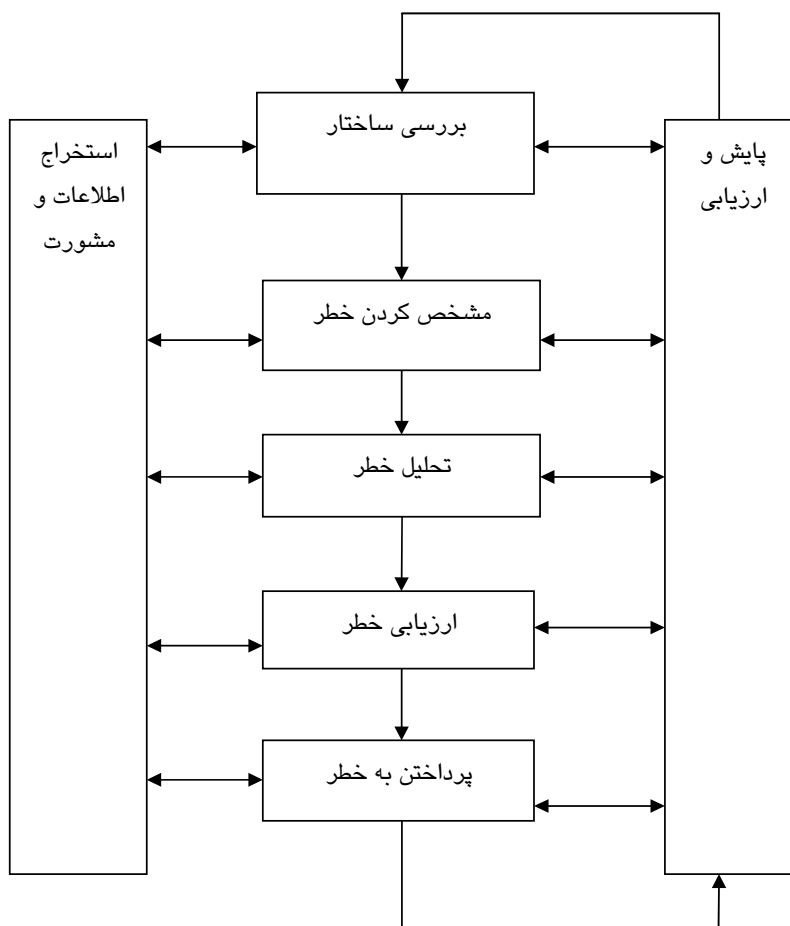 بررسی ساختار
پایش و
ارزیابی
استخراج
اطلاعات و
مشورت
مشخص کردن خطر
تحلیل خطر
ارزیابی خطر
پرداختن به خطر